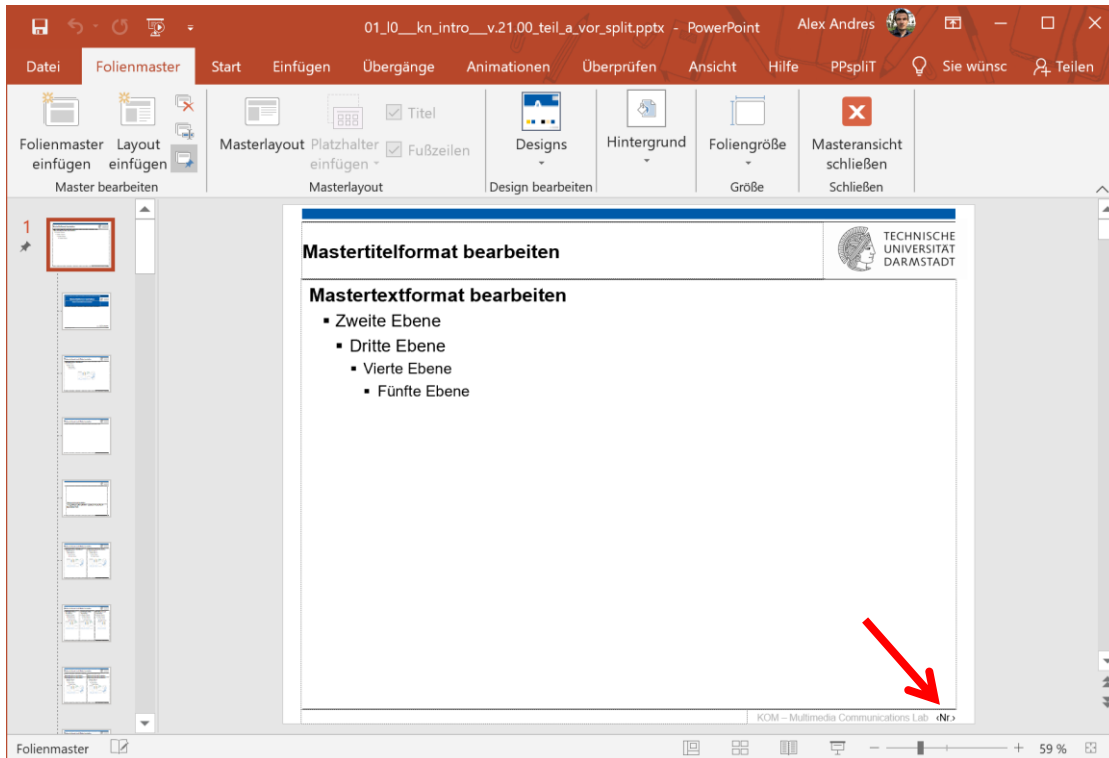 01_l0__kn_intro__v.21.00_teil_a_vor_split.pptx - PowerPoint
Alex Andres
Datei
Folienmaster
Start
Einfügen
Übergänge
Animationen
Überprüfen
Ansicht
Hilfe
PPspliT
Sie wünsc
Teilen
Folienmaster einfügen
Layout einfügen
Master bearbeiten
Masterlayout
Platzhalter einfügen
Titel
Fußzeilen
Masterlayout
Designs
Design bearbeiten
Hintergrund
Foliengröße
Größe
Masteransicht schließen
Schließen
1
Mastertitelformat bearbeiten
TECHNISCHE
UNIVERSITÄT
DARMSTADT
Mastertextformat bearbeiten
▪ Zweite Ebene
▪ Dritte Ebene
▪ Vierte Ebene
▪ Fünfte Ebene
KOM – Multimedia Communications Lab ‹Nr.›
Folienmaster
59 %